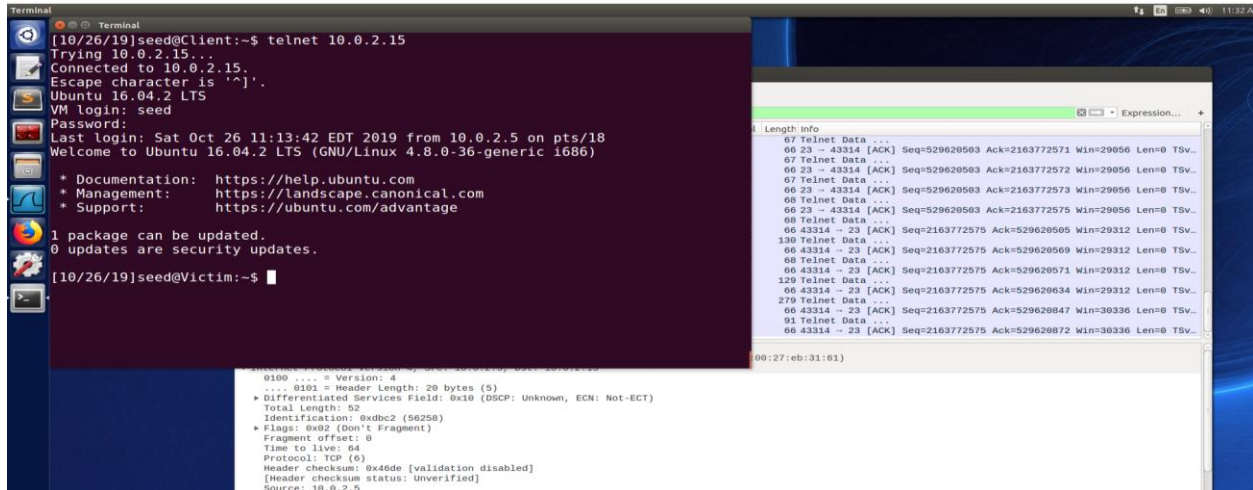 Terminal
En
11:32 A
Terminal
[10/26/19]seed@Client:~$ telnet 10.0.2.15
Trying 10.0.2.15...
Connected to 10.0.2.15.
Escape character is '^]'.
Ubuntu 16.04.2 LTS
VM login: seed
Password:
Last login: Sat Oct 26 11:13:42 EDT 2019 from 10.0.2.5 on pts/18
Welcome to Ubuntu 16.04.2 LTS (GNU/Linux 4.8.0-36-generic i686)
* Documentation: https://help.ubuntu.com
* Management: https://landscape.canonical.com
* Support: https://ubuntu.com/advantage
1 package can be updated.
0 updates are security updates.
[10/26/19]seed@Victim:~$
Expression... +
Length Info
67 Telnet Data ...
66 23 → 43314 [ACK] Seq=529620503 Ack=2163772571 Win=29056 Len=0 TSv…
67 Telnet Data ...
66 23 → 43314 [ACK] Seq=529620503 Ack=2163772572 Win=29056 Len=0 TSv…
67 Telnet Data ...
66 23 → 43314 [ACK] Seq=529620503 Ack=2163772573 Win=29056 Len=0 TSv…
68 Telnet Data ...
66 23 → 43314 [ACK] Seq=529620503 Ack=2163772575 Win=29056 Len=0 TSv…
68 Telnet Data ...
66 43314 → 23 [ACK] Seq=2163772575 Ack=529620505 Win=29312 Len=0 TSv…
130 Telnet Data ...
66 43314 → 23 [ACK] Seq=2163772575 Ack=529620569 Win=29312 Len=0 TSv…
68 Telnet Data ...
66 43314 → 23 [ACK] Seq=2163772575 Ack=529620571 Win=29312 Len=0 TSv…
129 Telnet Data ...
66 43314 → 23 [ACK] Seq=2163772575 Ack=529620634 Win=29312 Len=0 TSv…
279 Telnet Data ...
66 43314 → 23 [ACK] Seq=2163772575 Ack=529620847 Win=30336 Len=0 TSv…
91 Telnet Data ...
66 43314 → 23 [ACK] Seq=2163772575 Ack=529620872 Win=30336 Len=0 TSv…
:00:27:eb:31:61)
0100 .... = Version: 4
.... 0101 = Header Length: 20 bytes (5)
Differentiated Services Field: 0x10 (DSCP: Unknown, ECN: Not-ECT)
Total Length: 52
Identification: 0xdbc2 (56258)
Flags: 0x02 (Don't Fragment)
Fragment offset: 0
Time to live: 64
Protocol: TCP (6)
Header checksum: 0x46de [validation disabled]
[Header checksum status: Unverified]
Source: 10.0.2.5